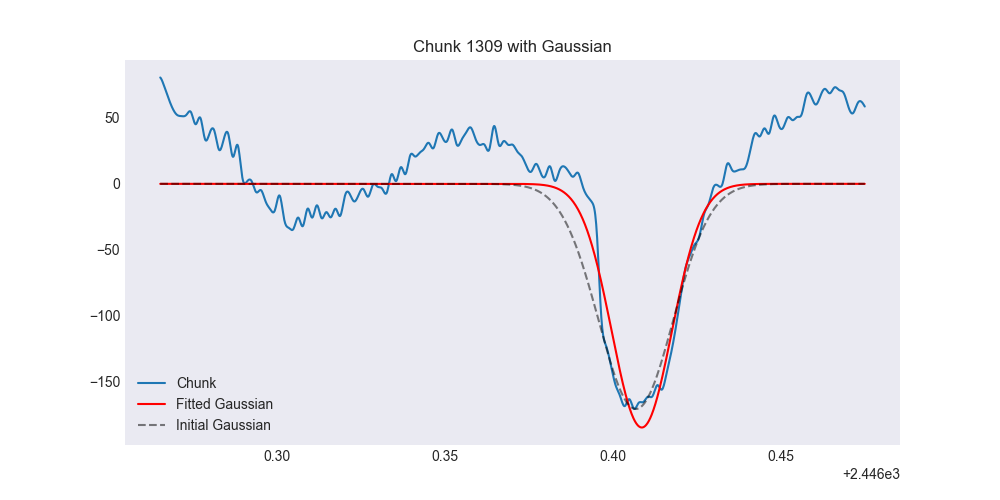 Chunk 1309 with Gaussian
50
0
−50
−100
−150
Chunk
Fitted Gaussian
Initial Gaussian
0.30 0.35 0.40 0.45
+2.446e3